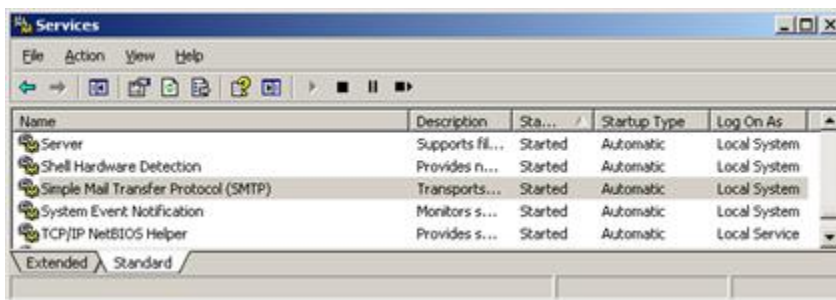 Services
File Action View Help
Name Description Sta... Startup Type Log On As
Server Supports fil... Started Automatic Local System
Shell Hardware Detection Provides n... Started Automatic Local System
Simple Mail Transfer Protocol (SMTP) Transports... Started Automatic Local System
System Event Notification Monitors s... Started Automatic Local System
TCP/IP NetBIOS Helper Provides s... Started Automatic Local Service
Extended Standard